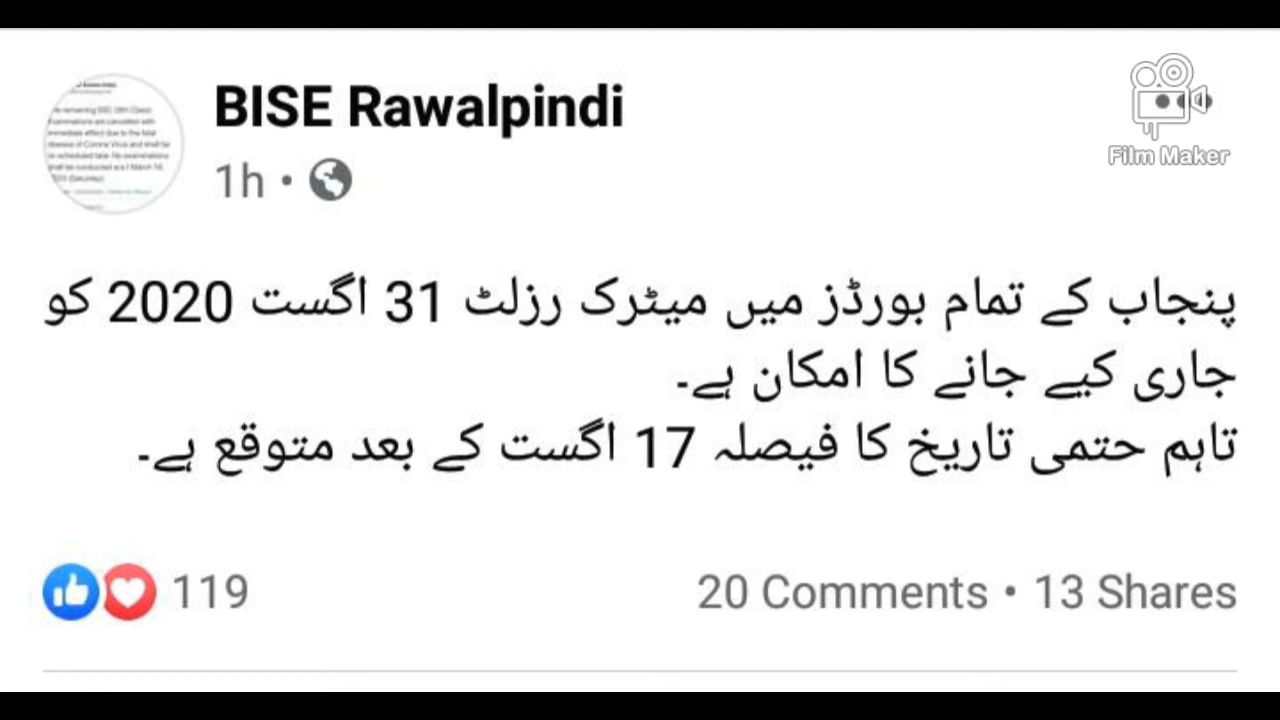 BISE Rawalpindi
Film Maker
1h •
پنجاب کے تمام بورڈز میں میٹرک رزلٹ 31 اگست 2020 کو
جاری کیے جانے کا امکان ہے۔
تاہم حتمی تاریخ کا فیصلہ 17 اگست کے بعد متوقع ہے۔
119
20 Comments • 13 Shares